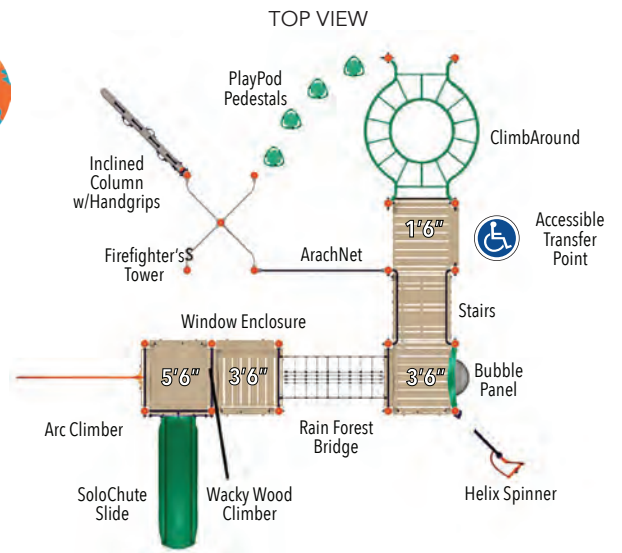 TOP VIEW
PlayPod
Pedestals
ClimbAround
Inclined
Column
w/Handgrips
1'6"
Accessible
Transfer
Point
Firefighter's
Tower
ArachNet
Stairs
Window Enclosure
5'6"
3'6"
3'6"
Bubble
Panel
Arc Climber
Rain Forest
Bridge
SoloChute
Slide
Wacky Wood
Climber
Helix Spinner